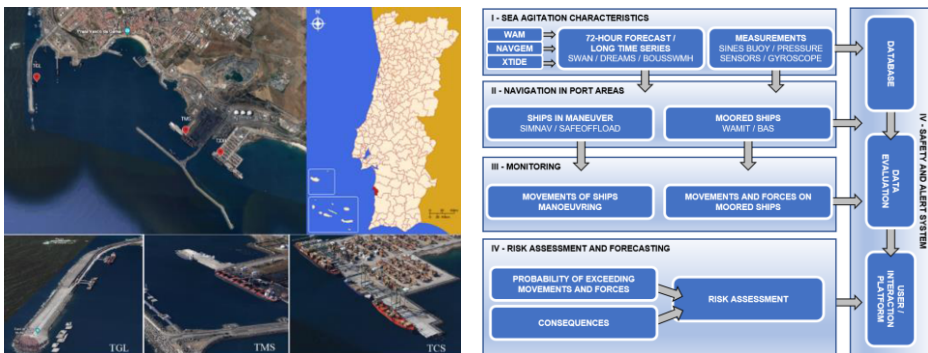 TGL
TMS
TCS
N
TGL
TMS
TCS
I - SEA AGITATION CHARACTERISTICS
WAM
NAVGEM
XTIDE
72-HOUR FORECAST /
LONG TIME SERIES
SWAN / DREAMS / BOUSSWMH
MEASUREMENTS
SINES BUOY / PRESSURE
SENSORS / GYROSCOPE
II - NAVIGATION IN PORT AREAS
SHIPS IN MANEUVER
SIMNAV / SAFEOFFLOAD
MOORED SHIPS
WAMIT / BAS
III - MONITORING
MOVEMENTS OF SHIPS
MANOEUVRING
MOVEMENTS AND FORCES ON
MOORED SHIPS
IV - RISK ASSESSMENT AND FORECASTING
PROBABILITY OF EXCEEDING
MOVEMENTS AND FORCES
CONSEQUENCES
RISK ASSESSMENT
DATABASE
DATA
EVALUATION
USER /
INTERACTION
PLATFORM
IV - SAFETY AND ALERT SYSTEM